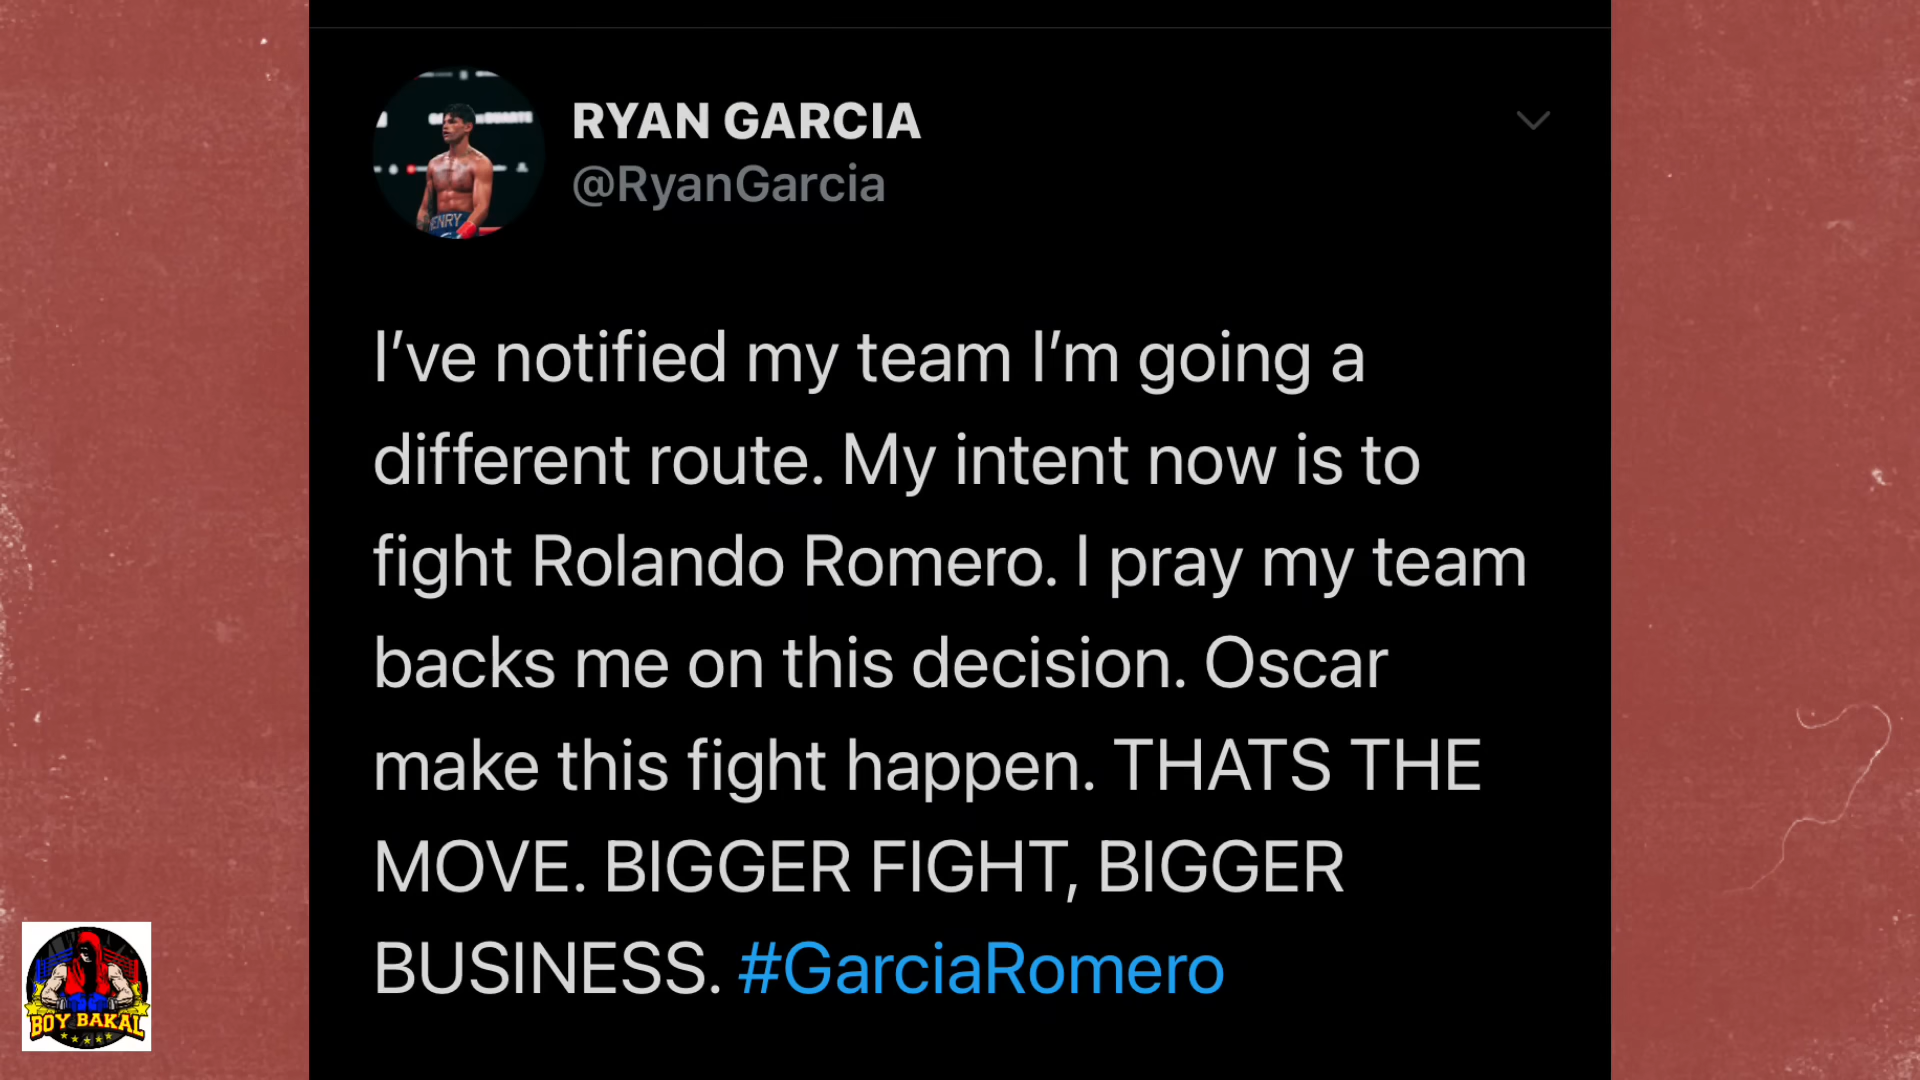 RYAN GARCIA
@RyanGarcia
I’ve notified my team I’m going a
different route. My intent now is to
fight Rolando Romero. I pray my team
backs me on this decision. Oscar
make this fight happen. THATS THE
MOVE. BIGGER FIGHT, BIGGER
BUSINESS. #GarciaRomero
BOY BAKAL